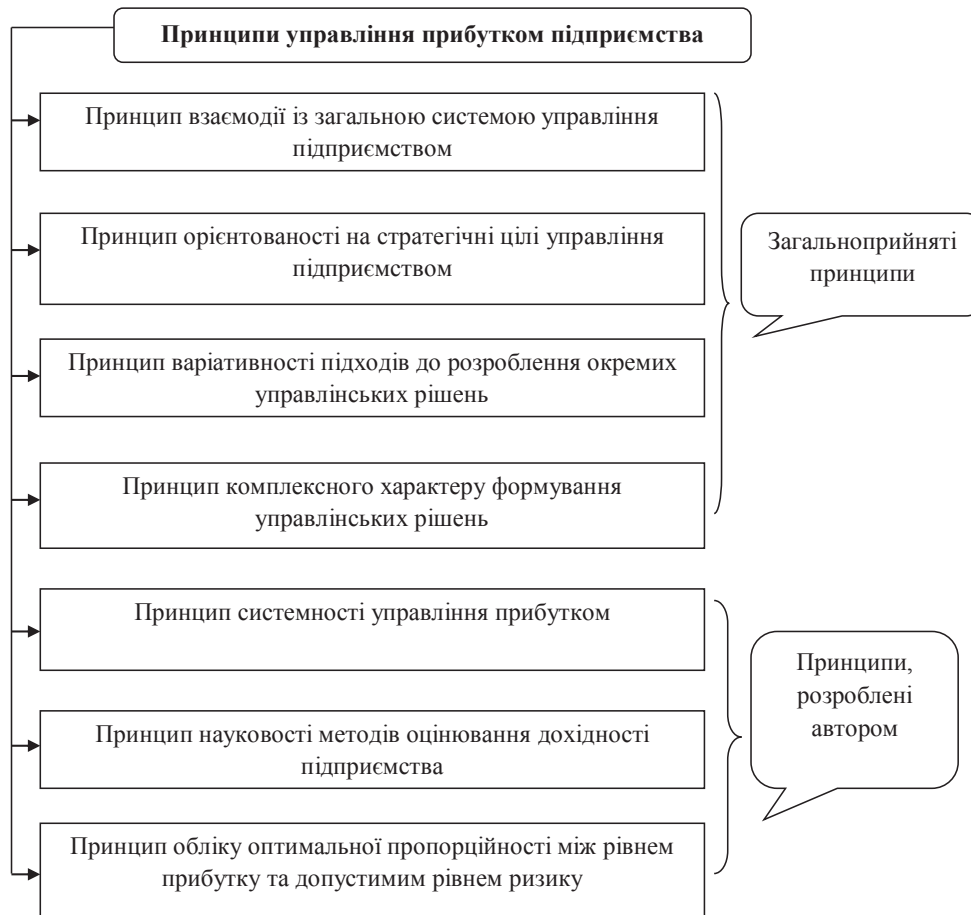 Принципи управління прибутком підприємства
Принцип взаємодії із загальною системою управління
підприємством
Принцип орієнтованості на стратегічні цілі управління
підприємством
Принцип варіативності підходів до розроблення окремих
управлінських рішень
Принцип комплексного характеру формування
управлінських рішень
Загальноприйняті
принципи
Принцип системності управління прибутком
Принцип науковості методів оцінювання дохідності
підприємства
Принцип обліку оптимальної пропорційності між рівнем
прибутку та допустимим рівнем ризику
Принципи,
розроблені
автором